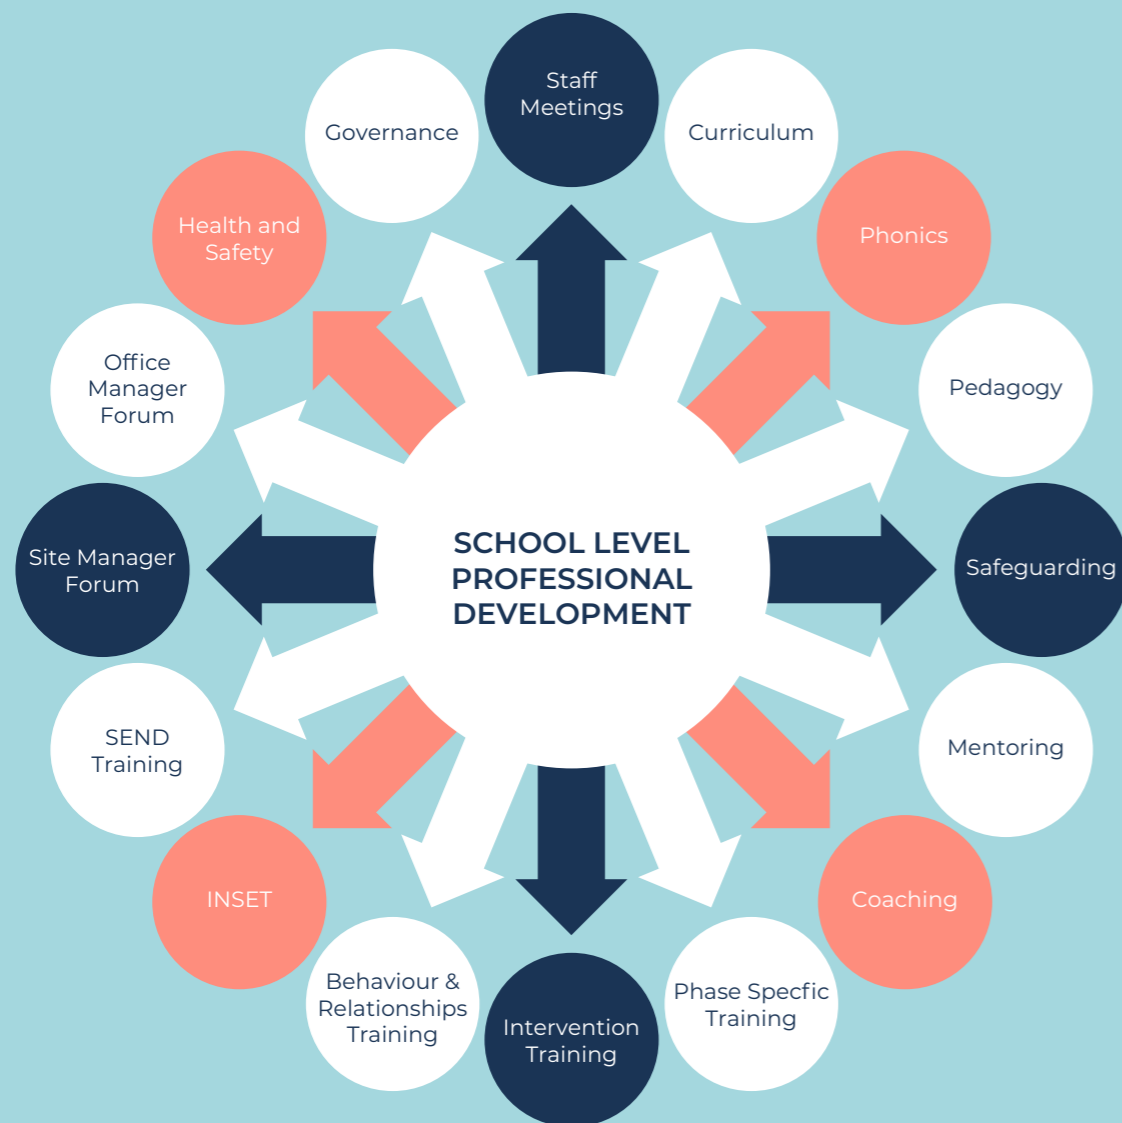 SCHOOL LEVEL
PROFESSIONAL
DEVELOPMENT
Staff
Meetings
Curriculum
Phonics
Pedagogy
Safeguarding
Mentoring
Coaching
Phase Specfic
Training
Intervention
Training
Behaviour &
Relationships
Training
INSET
SEND
Training
Site Manager
Forum
Office
Manager
Forum
Health and
Safety
Governance